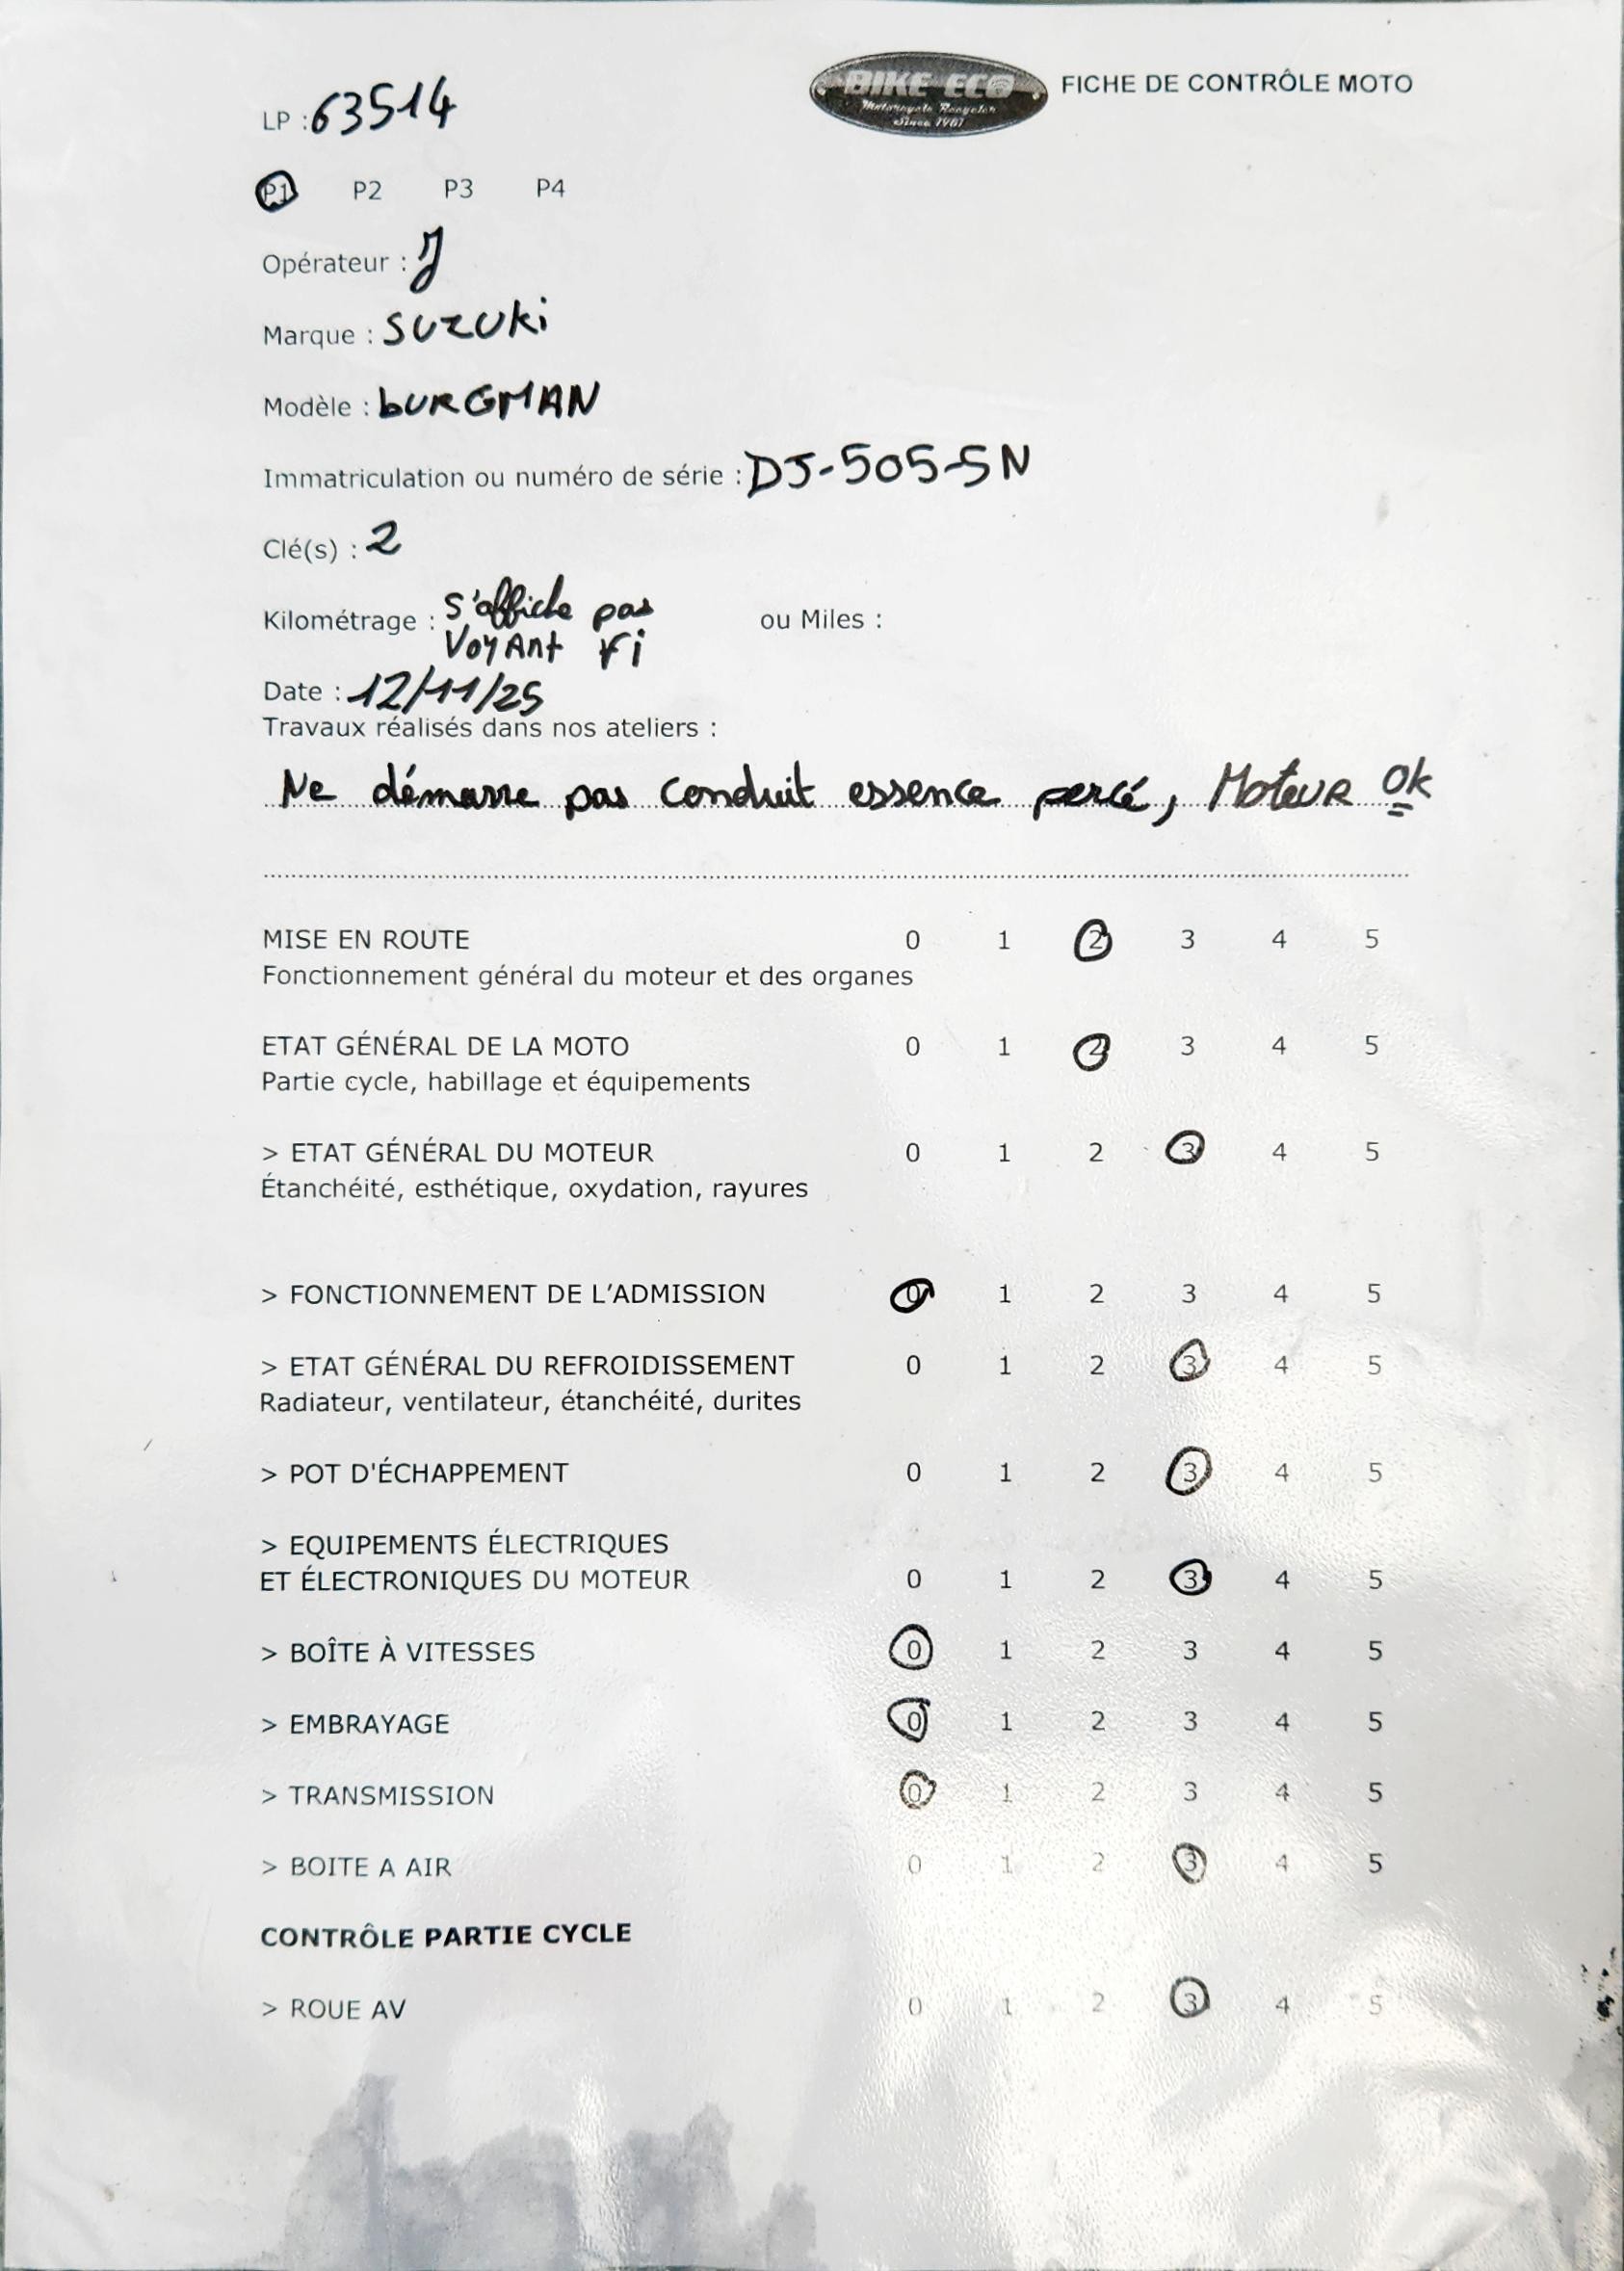 BIKE ECO
Motorcycle Recycler
Since 1981
FICHE DE CONTRÔLE MOTO
LP : 63514
P1 P2 P3 P4
Opérateur : J
Marque : SUZUKi
Modèle : bURGMAN
Immatriculation ou numéro de série : DJ-505-SN
Clé(s) : 2
Kilométrage : s'affiche pas ou Miles :
VoyAnt Fi
Date : 12/11/25
Travaux réalisés dans nos ateliers :
Ne démarre pas conduit essence percé, MoteuR Ok
MISE EN ROUTE 0 1 2 3 4 5
Fonctionnement général du moteur et des organes
ETAT GÉNÉRAL DE LA MOTO 0 1 2 3 4 5
Partie cycle, habillage et équipements
> ETAT GÉNÉRAL DU MOTEUR 0 1 2 3 4 5
Étanchéité, esthétique, oxydation, rayures
> FONCTIONNEMENT DE L'ADMISSION 0 1 2 3 4 5
> ETAT GÉNÉRAL DU REFROIDISSEMENT 0 1 2 3 4 5
Radiateur, ventilateur, étanchéité, durites
> POT D'ÉCHAPPEMENT 0 1 2 3 4 5
> EQUIPEMENTS ÉLECTRIQUES
ET ÉLECTRONIQUES DU MOTEUR 0 1 2 3 4 5
> BOÎTE À VITESSES 0 1 2 3 4 5
> EMBRAYAGE 0 1 2 3 4 5
> TRANSMISSION 0 1 2 3 4 5
> BOITE A AIR 0 1 2 3 4 5
CONTRÔLE PARTIE CYCLE
> ROUE AV 0 1 2 3 4 5